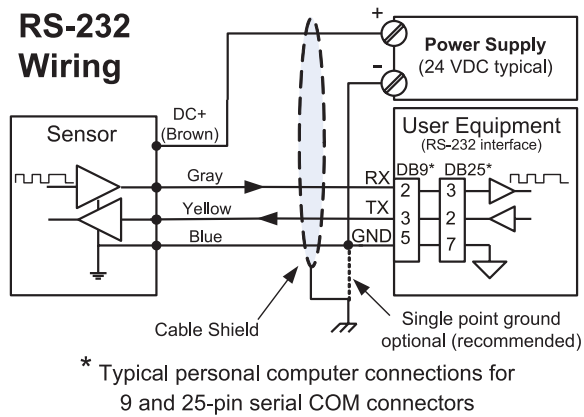 RS-232
Wiring
+
Power Supply
(24 VDC typical)
-
DC+
(Brown)
Sensor
User Equipment
(RS-232 interface)
DB9* DB25*
Gray RX 2 3
Yellow TX 3 2
Blue GND 5 7
Cable Shield
Single point ground
optional (recommended)
* Typical personal computer connections for
9 and 25-pin serial COM connectors